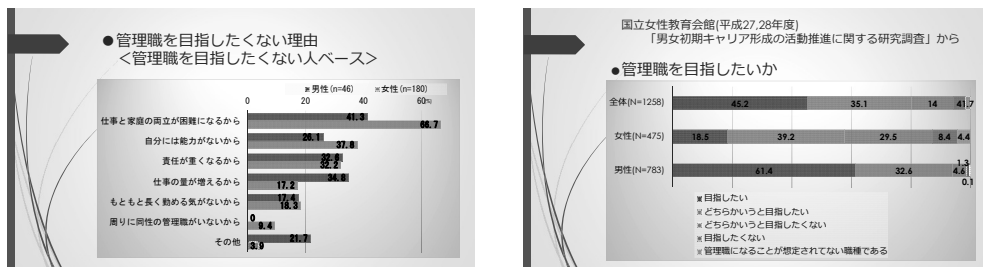 ●管理職を目指したくない理由
＜管理職を目指したくない人ベース＞
男性(n=46) 女性(n=180)
0 20 40 60(%)
仕事と家庭の両立が困難になるから 41.3 66.7
自分には能力がないから 26.1 37.8
責任が重くなるから 32.6 32.2
仕事の量が増えるから 34.8 17.2
もともと長く勤める気がないから 17.4 18.3
周りに同性の管理職がいないから 0 9.4
その他 21.7 3.9
国立女性教育会館(平成27,28年度)
「男女初期キャリア形成の活動推進に関する研究調査」から
●管理職を目指したいか
全体(N=1258) 45.2 35.1 14 4 1.7
女性(N=475) 18.5 39.2 29.5 8.4 4.4
男性(N=783) 61.4 32.6 4.6 1.3 0.1
目指したい
どちらかいうと目指したい
どちらかいうと目指したくない
目指したくない
管理職になることが想定されてない職種である